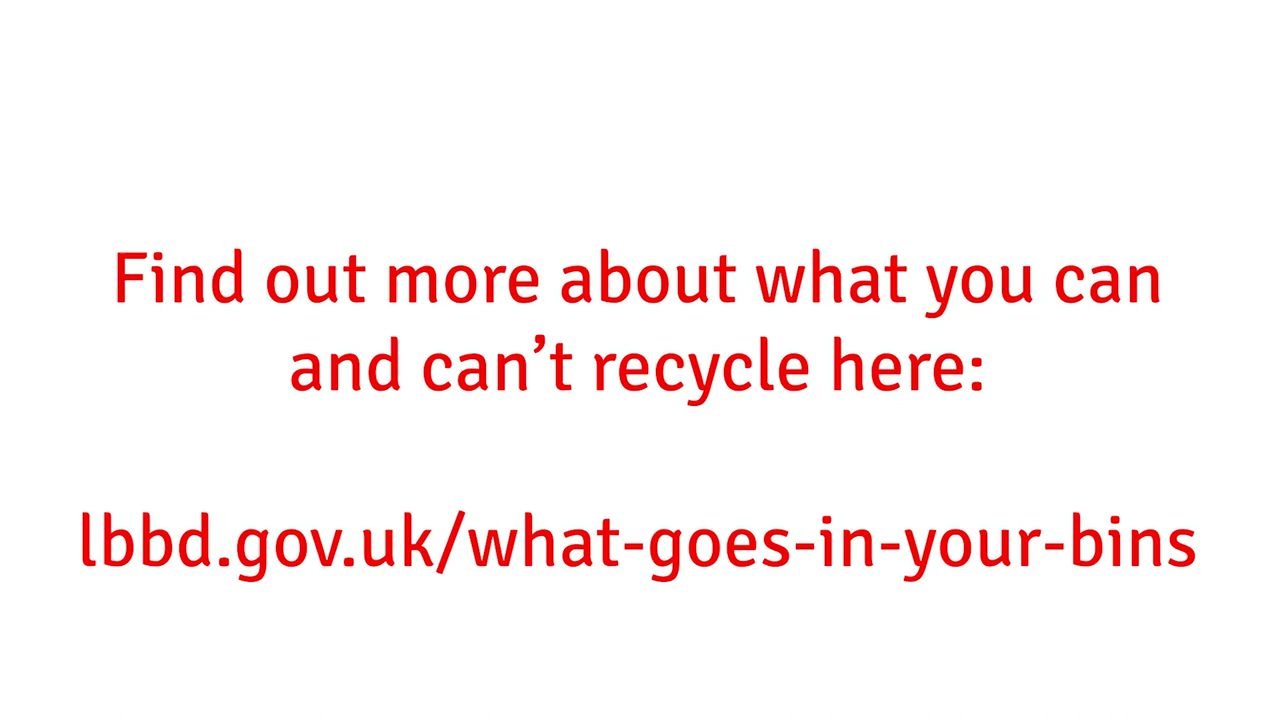 Find out more about what you can
and can’t recycle here:
lbbd.gov.uk/what-goes-in-your-bins